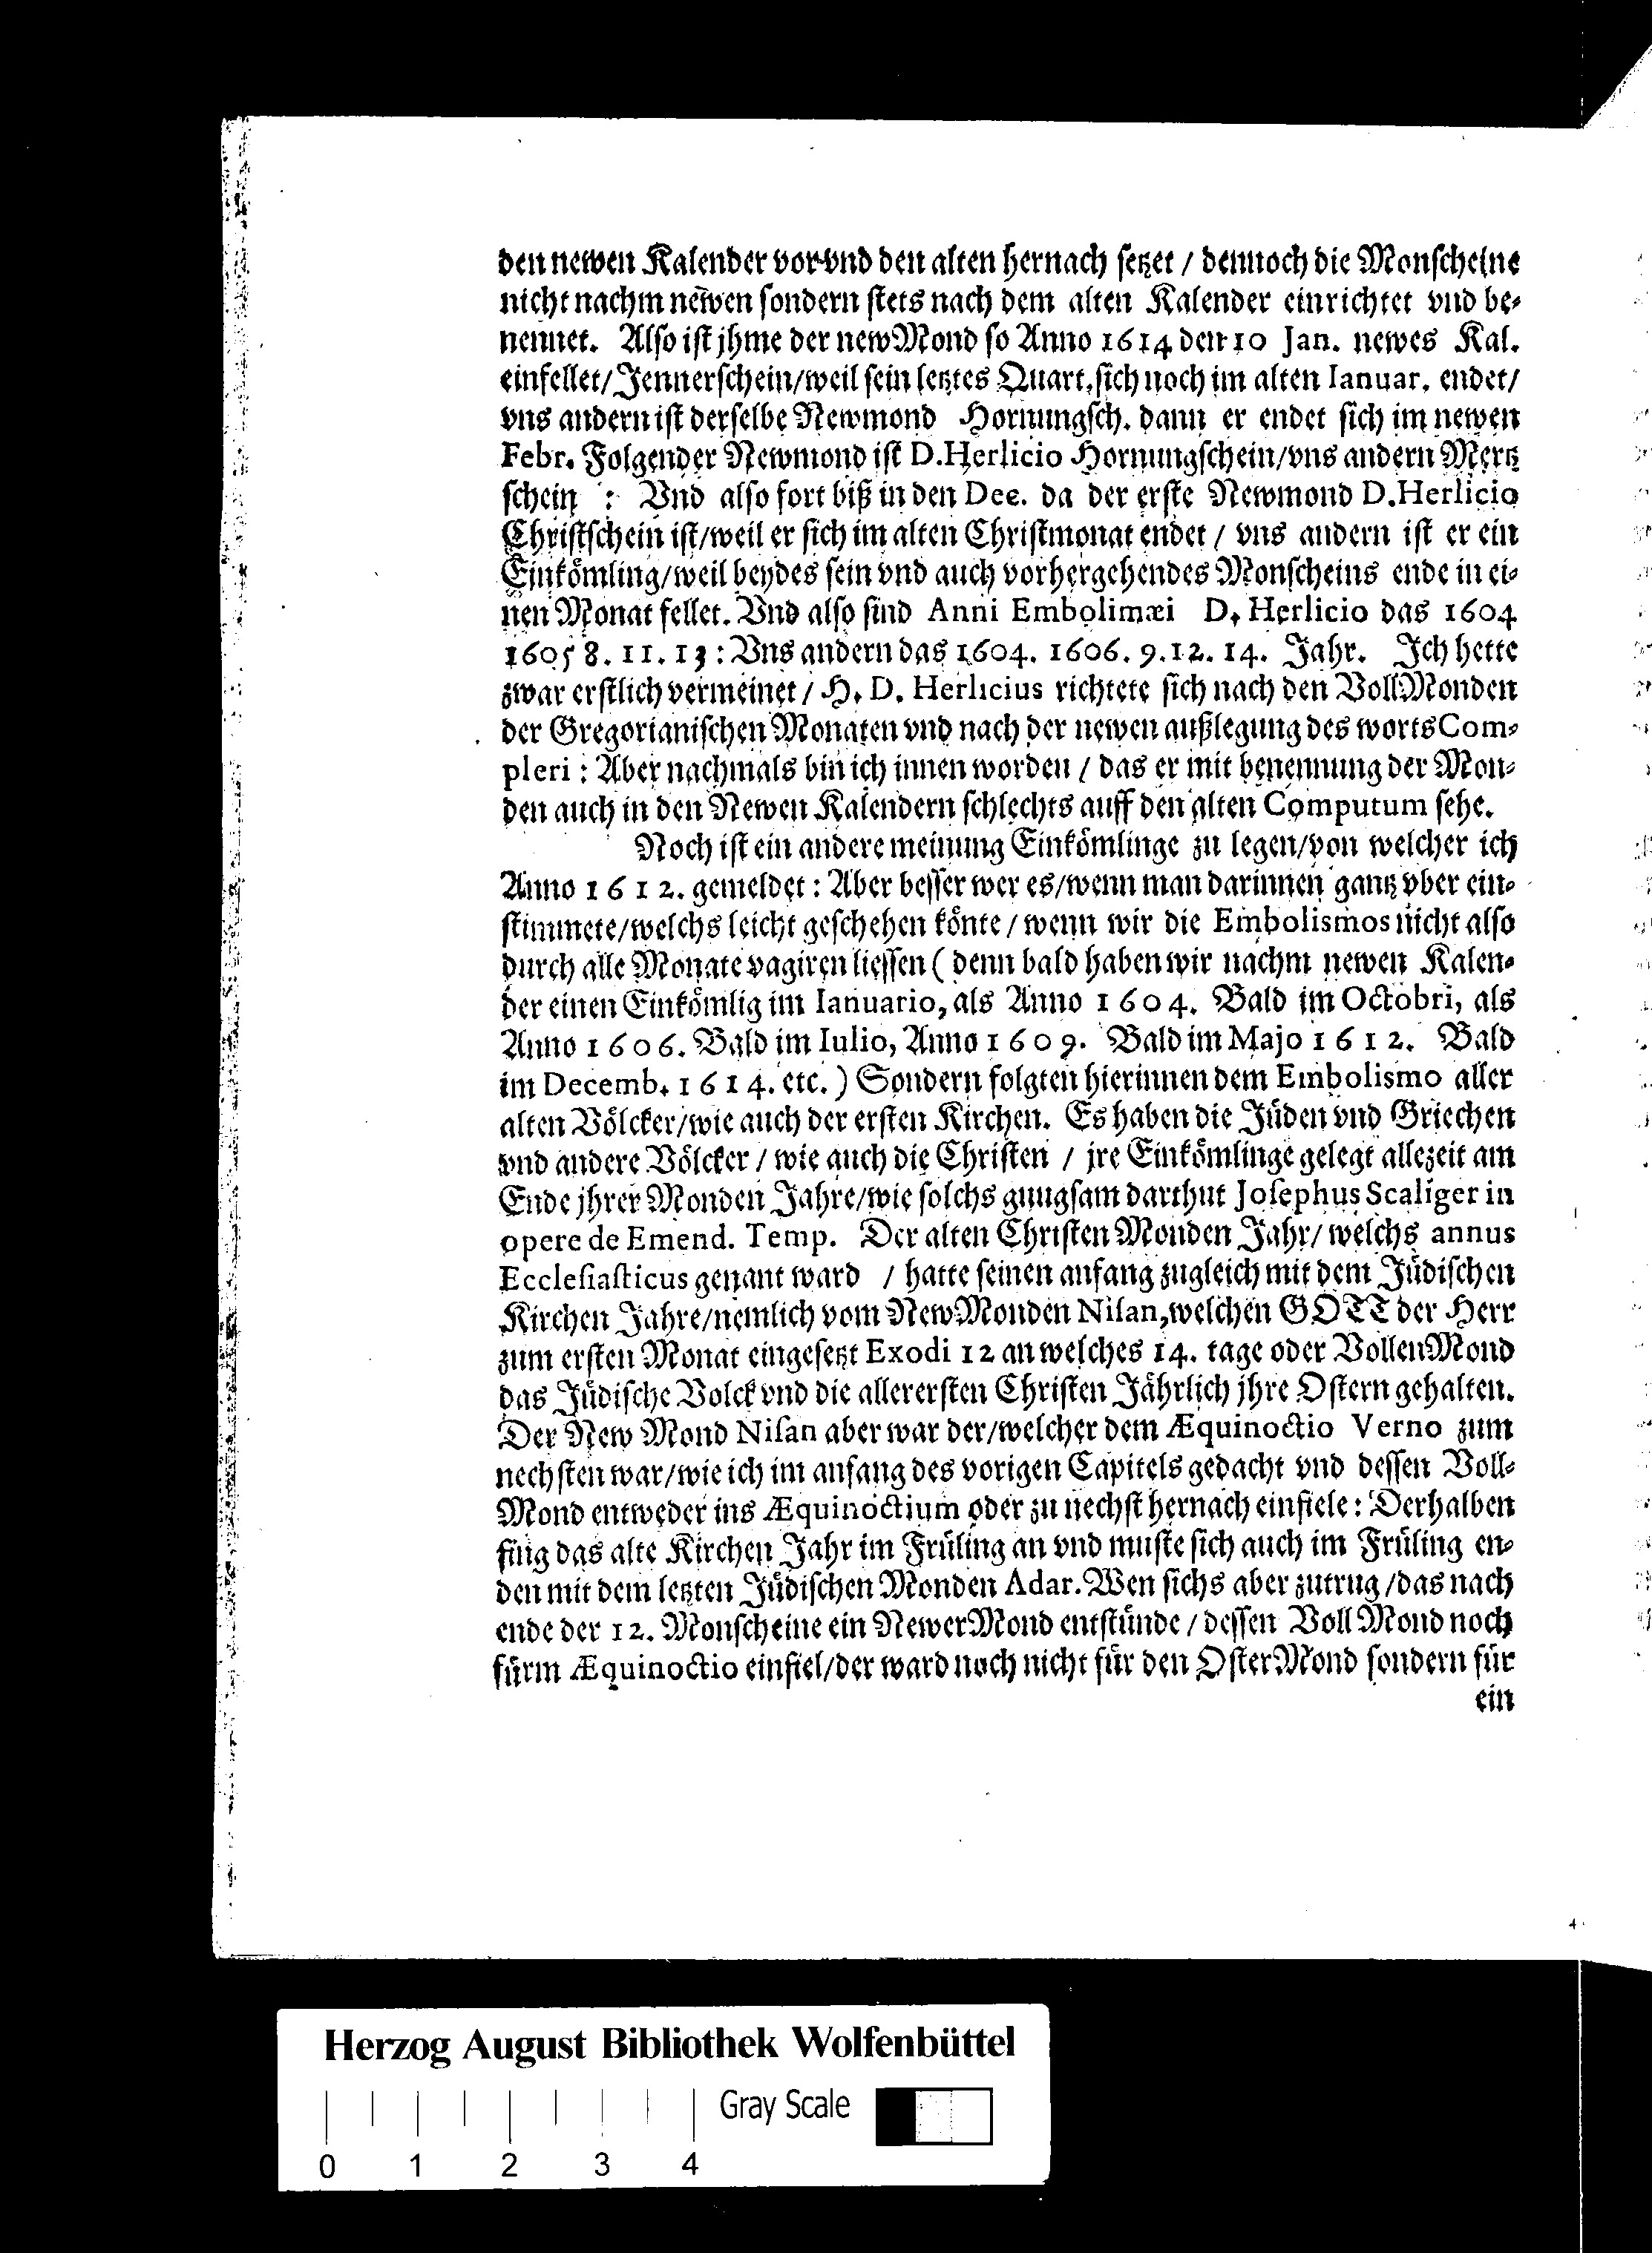 den newen Kalender vor vnd den alten hernach setzet / dennoch die Monscheine
nicht nachm newen sondern stets nach dem alten Kalender einrichtet vnd be-
nennet. Also ist jhme der newMond so Anno 1614 den 10 Jan. newes Kal.
einfellet/Jennerschein/weil sein letztes Quart. sich noch im alten Ianuar. endet/
vns andern ist derselbe Newmond Hornungsch. dann er endet sich im newen
Febr. Folgender Newmond ist D. Herlicio Hornungschein/vns andern Mertz
schein : Vnd also fort biß in den Dec. da der erste Newmond D. Herlicio
Christschein ist/weil er sich im alten Christmonat endet / vns andern ist er ein
Einkömling/weil beydes sein vnd auch vorhergehendes Monscheins ende in ei-
nen Monat fellet. Vnd also sind Anni Embolimæi D. Herlicio das 1604
1605 8. 11. 13 : Vns andern das 1604. 1606. 9. 12. 14. Jahr. Ich hette
zwar erstlich vermeinet / H. D. Herlicius richtete sich nach den VollMonden
der Gregorianischen Monaten vnd nach der newen außlegung des worts Com-
pleri : Aber nachmals bin ich innen worden / das er mit benennung der Mon-
den auch in den Newen Kalendern schlechts auff den alten Computum sehe.
Noch ist ein andere meinung Einkömlinge zu legen/von welcher ich
Anno 1612. gemeldet : Aber besser wer es/wenn man darinnen gantz vber ein-
stimmete/welchs leicht geschehen könte / wenn wir die Embolismos nicht also
durch alle Monate vagiren liessen ( denn bald haben wir nachm newen Kalen-
der einen Einkömlig im Ianuario, als Anno 1604. Bald im Octobri, als
Anno 1606. Bald im Iulio, Anno 1609. Bald im Majo 1612. Bald
im Decemb. 1614. etc. ) Sondern folgten hierinnen dem Embolismo aller
alten Völcker/wie auch der ersten Kirchen. Es haben die Jüden vnd Griechen
vnd andere Völcker / wie auch die Christen / jre Einkömlinge gelegt allezeit am
Ende jhrer Monden Jahre/wie solchs gnugsam darthut Josephus Scaliger in
opere de Emend. Temp. Der alten Christen Monden Jahr/ welchs annus
Ecclesiasticus genant ward / hatte seinen anfang zugleich mit dem Jüdischen
Kirchen Jahre/nemlich vom NewMonden Nisan, welchen GOTT der Herr
zum ersten Monat eingesetzt Exodi 12 an welches 14. tage oder VollenMond
das Jüdische Volck vnd die allerersten Christen Jährlich jhre Ostern gehalten.
Der New Mond Nisan aber war der/welcher dem Æquinoctio Verno zum
nechsten war/wie ich im anfang des vorigen Capitels gedacht vnd dessen Voll-
Mond entweder ins Æquinoctium oder zu nechst hernach einfiele : Derhalben
fing das alte Kirchen Jahr im Früling an vnd muste sich auch im Früling en-
den mit dem letzten Jüdischen Monden Adar. Wen sichs aber zutrug /das nach
ende der 12. Monscheine ein NewerMond entstünde / dessen Voll Mond noch
fürm Æquinoctio einfiel/der ward noch nicht für den OsterMond sondern für
ein
Herzog August Bibliothek Wolfenbüttel
Gray Scale
0 1 2 3 4